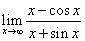 lim x→∞ (x − cos x)/(x + sin x)